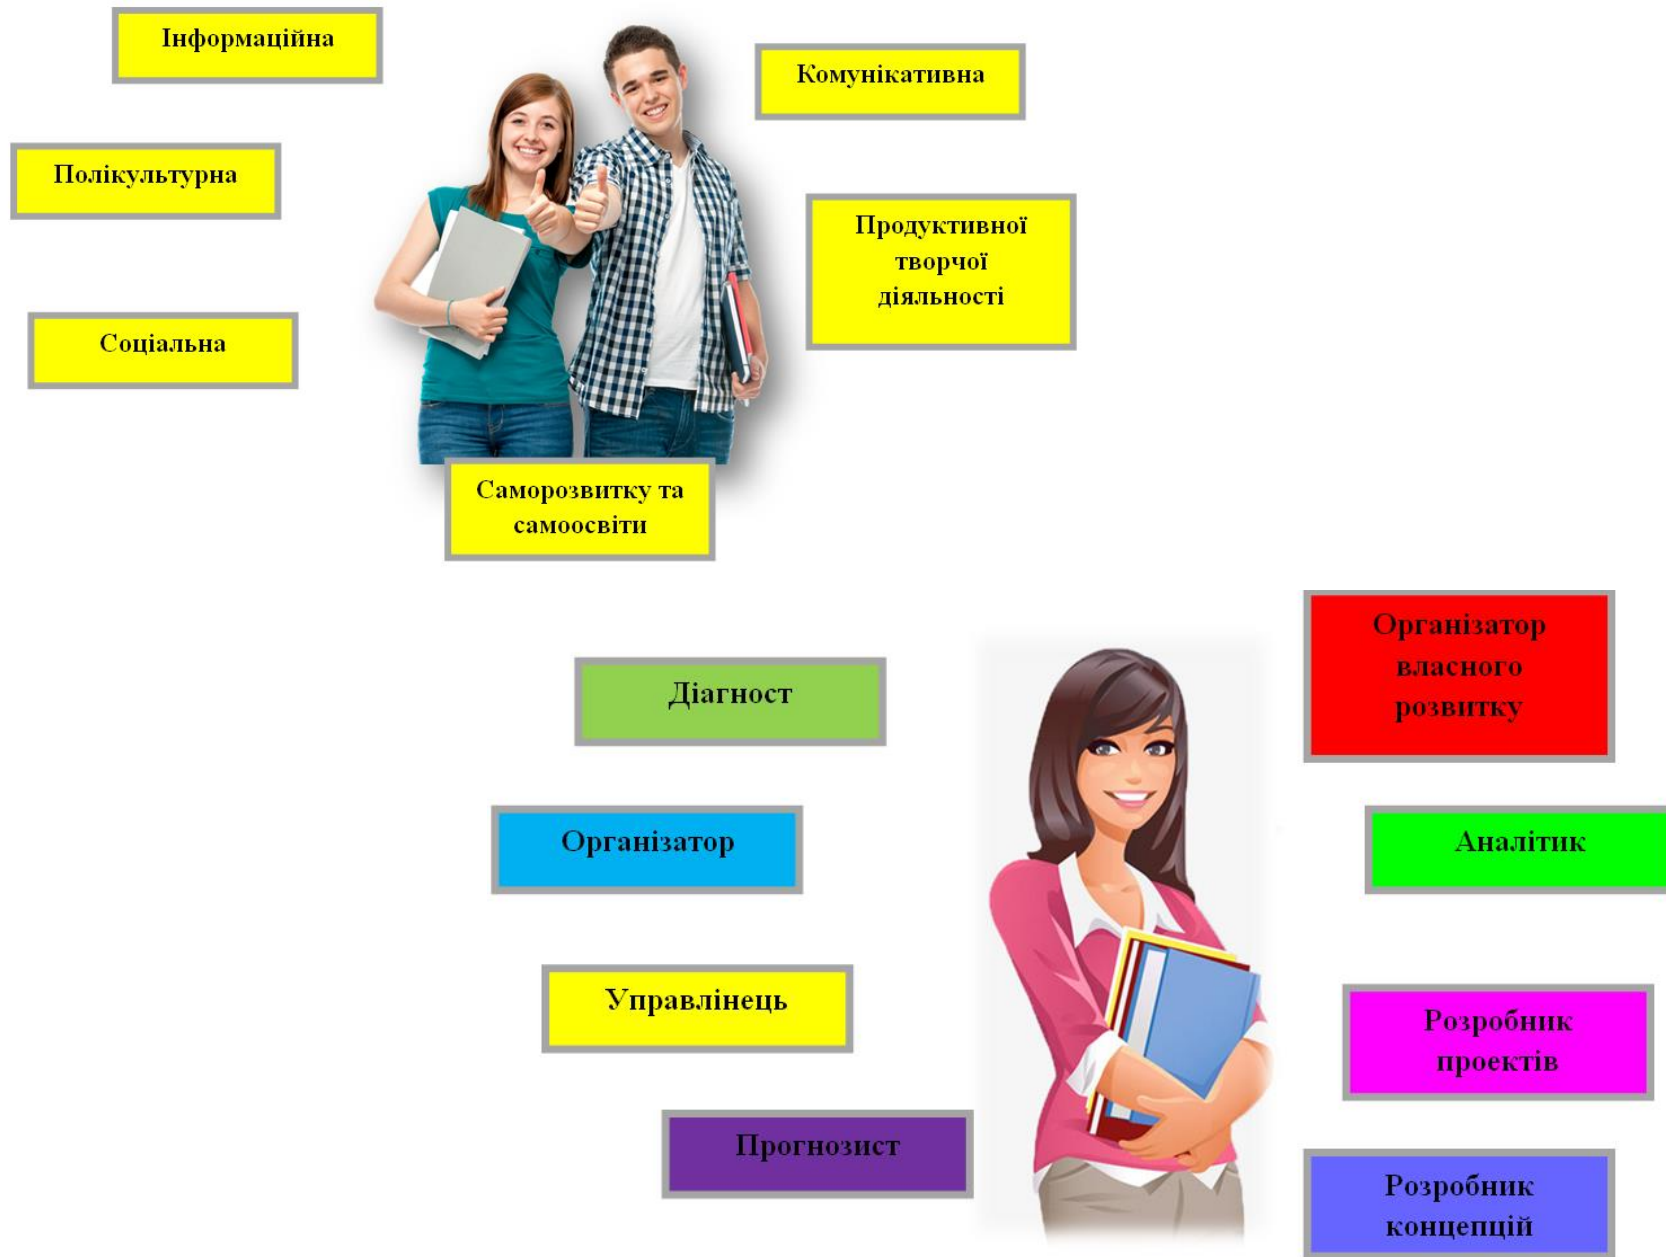 Інформаційна
Комунікативна
Полікультурна
Продуктивної
творчої
діяльності
Соціальна
Саморозвитку та
самоосвіти
Організатор
власного
розвитку
Діагност
Організатор
Аналітик
Управлінець
Розробник
проектів
Прогнозист
Розробник
концепцій